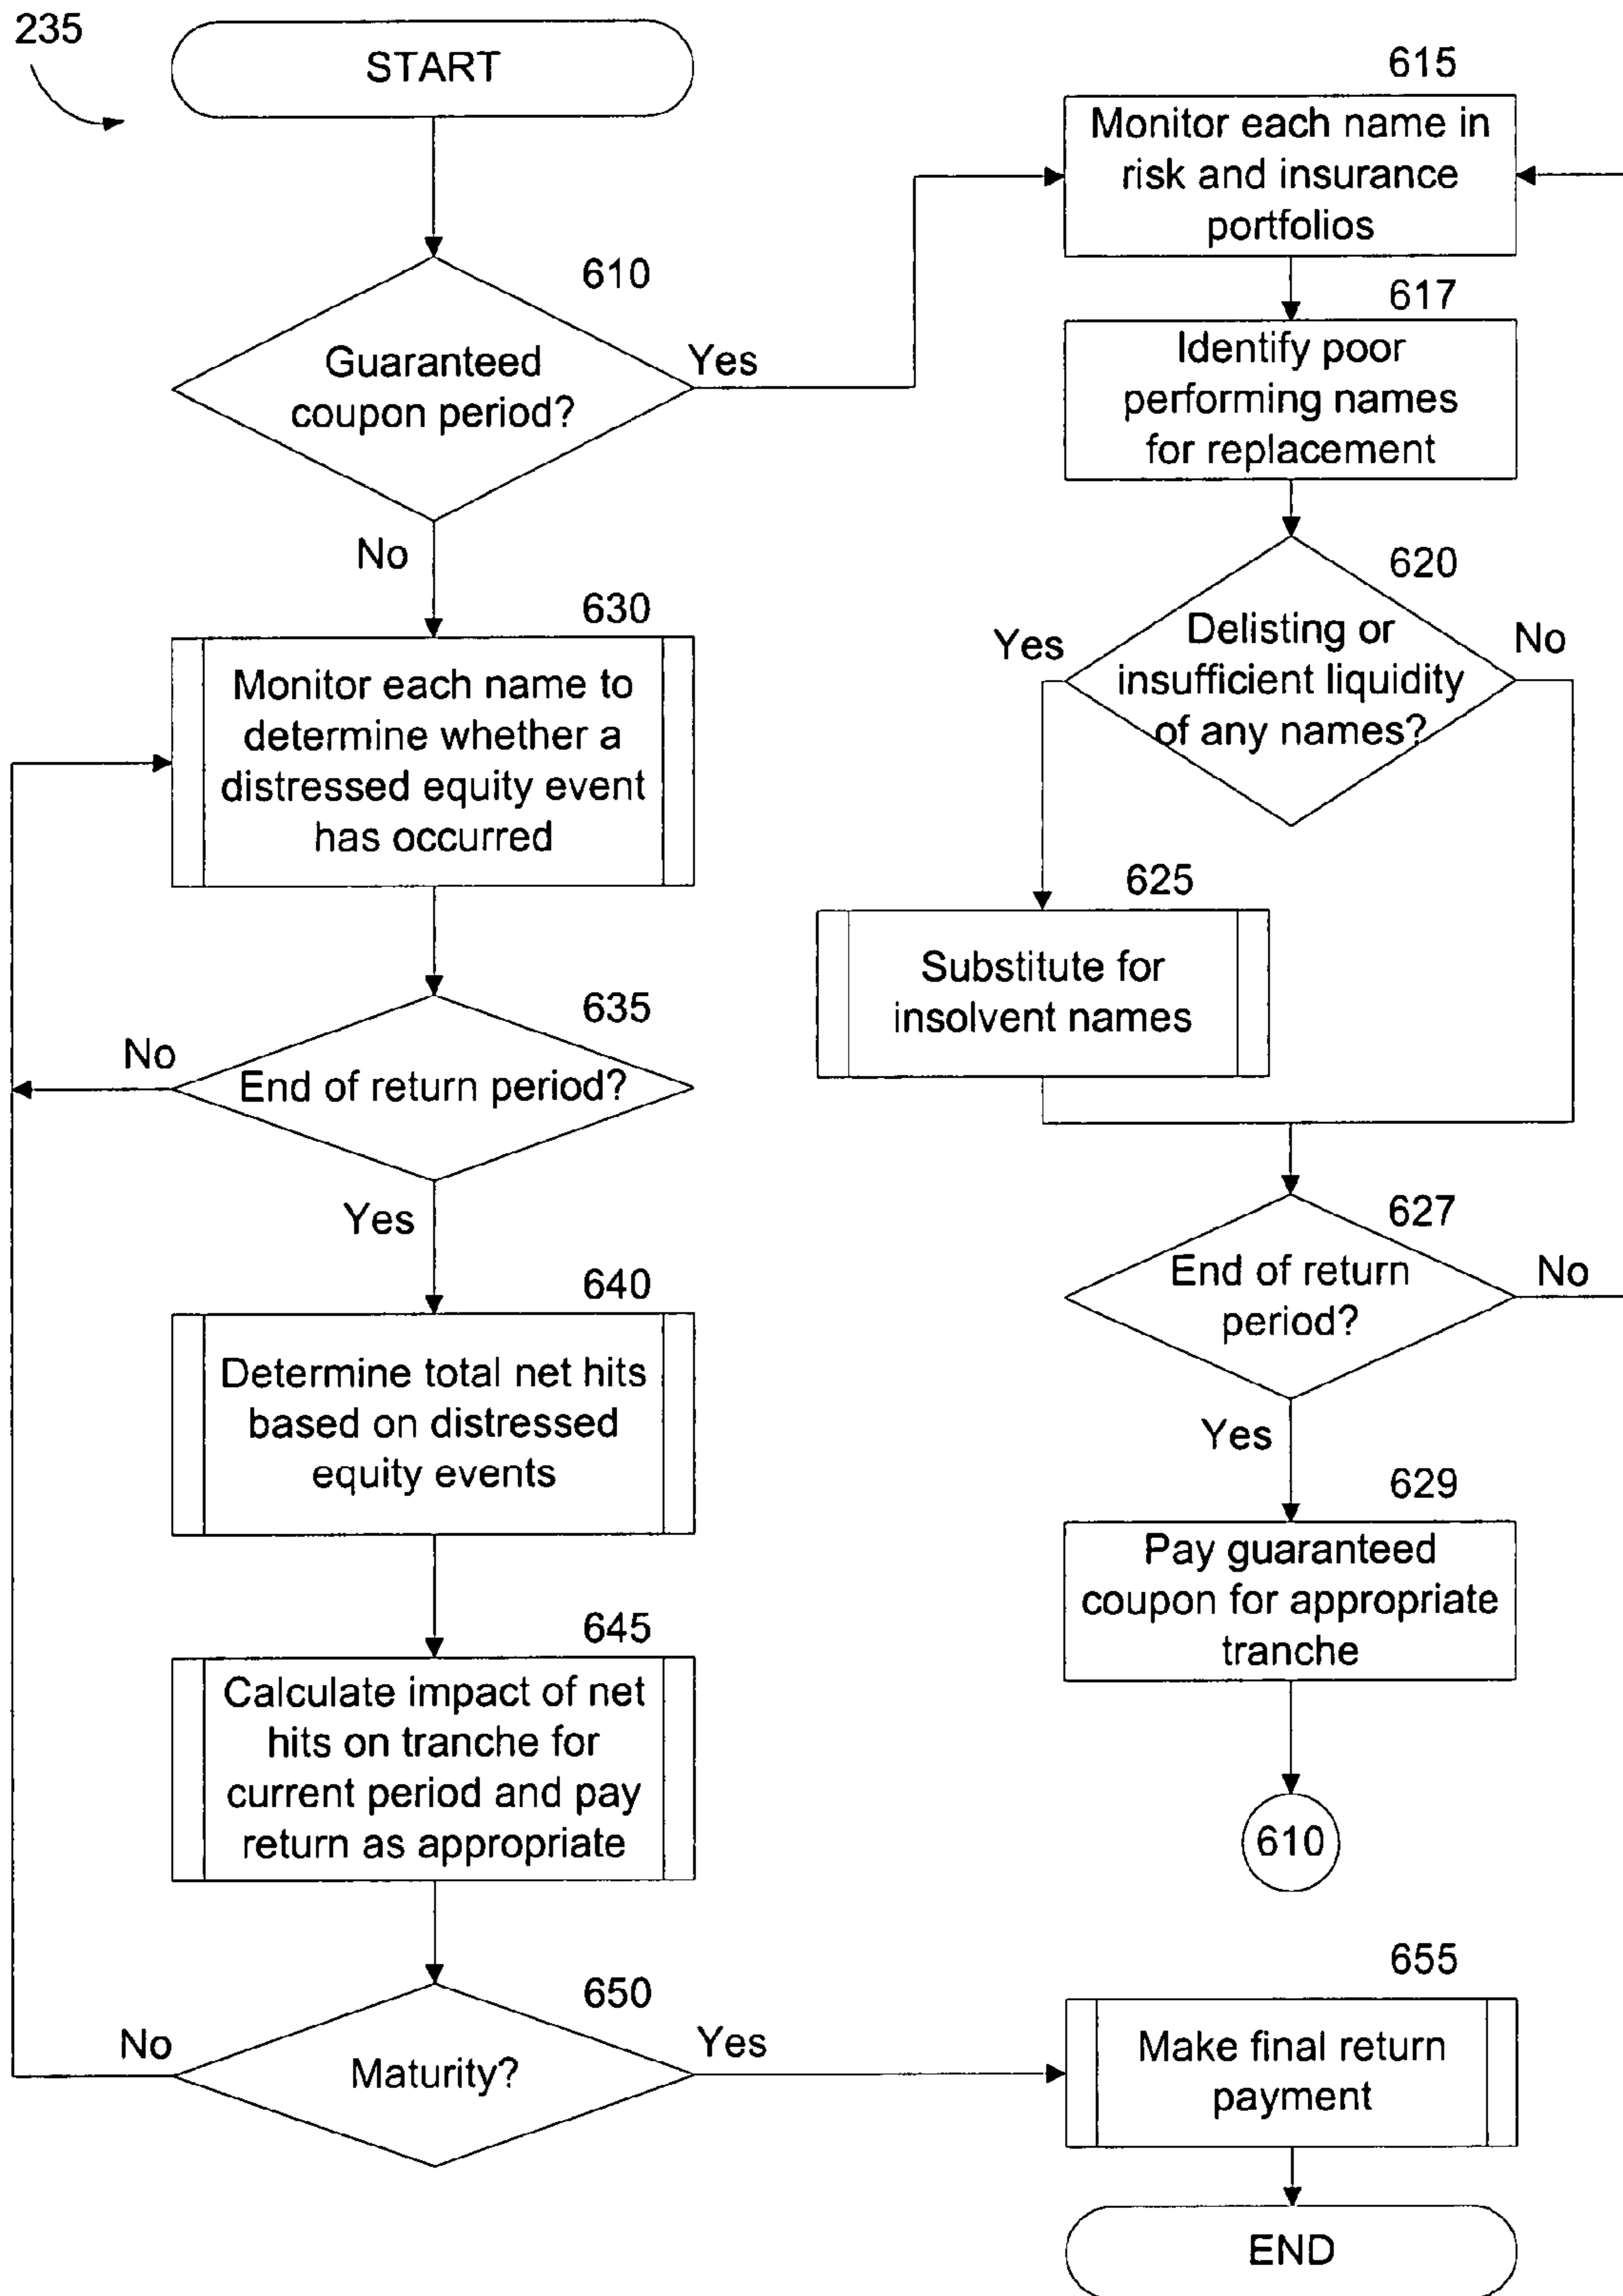 235
START
610
Guaranteed
coupon period?
Yes
No
630
Monitor each name to
determine whether a
distressed equity event
has occurred
635
No
End of return period?
Yes
640
Determine total net hits
based on distressed
equity events
645
Calculate impact of net
hits on tranche for
current period and pay
return as appropriate
650
No
Maturity?
Yes
615
Monitor each name in
risk and insurance
portfolios
617
Identify poor
performing names
for replacement
620
Yes
Delisting or
insufficient liquidity
of any names?
No
625
Substitute for
insolvent names
627
End of return
period?
No
Yes
629
Pay guaranteed
coupon for appropriate
tranche
610
655
Make final return
payment
END